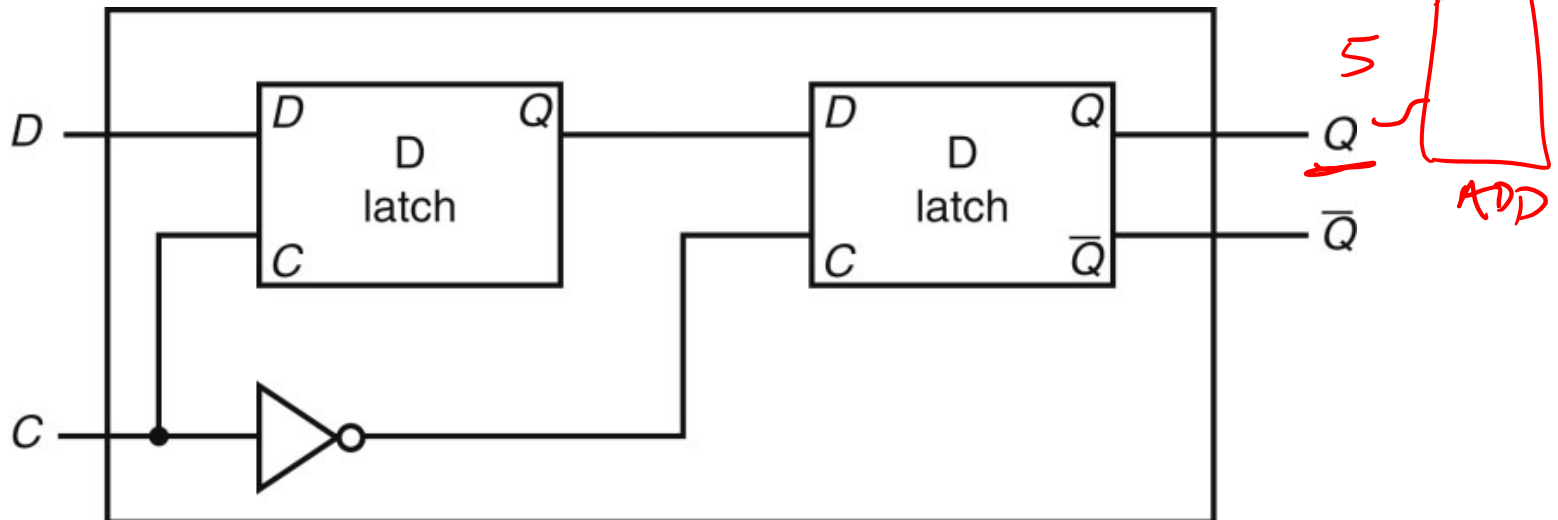 5
D D Q D Q Q
D D
latch latch
C C Q̅ Q̅
ADD
C